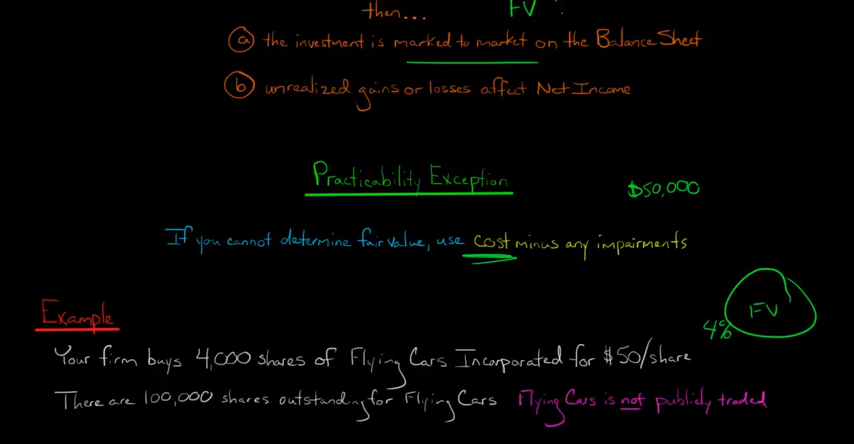 then... FV :
ⓐ the investment is marked to market on the Balance Sheet
ⓑ unrealized gains or losses affect Net Income
Practicability Exception
$50,000
If you cannot determine fair value, use cost minus any impairments
Example
FV
4%
Your firm buys 4,000 shares of Flying Cars Incorporated for $50/share
There are 100,000 shares outstanding for Flying Cars Flying Cars is not publicly traded